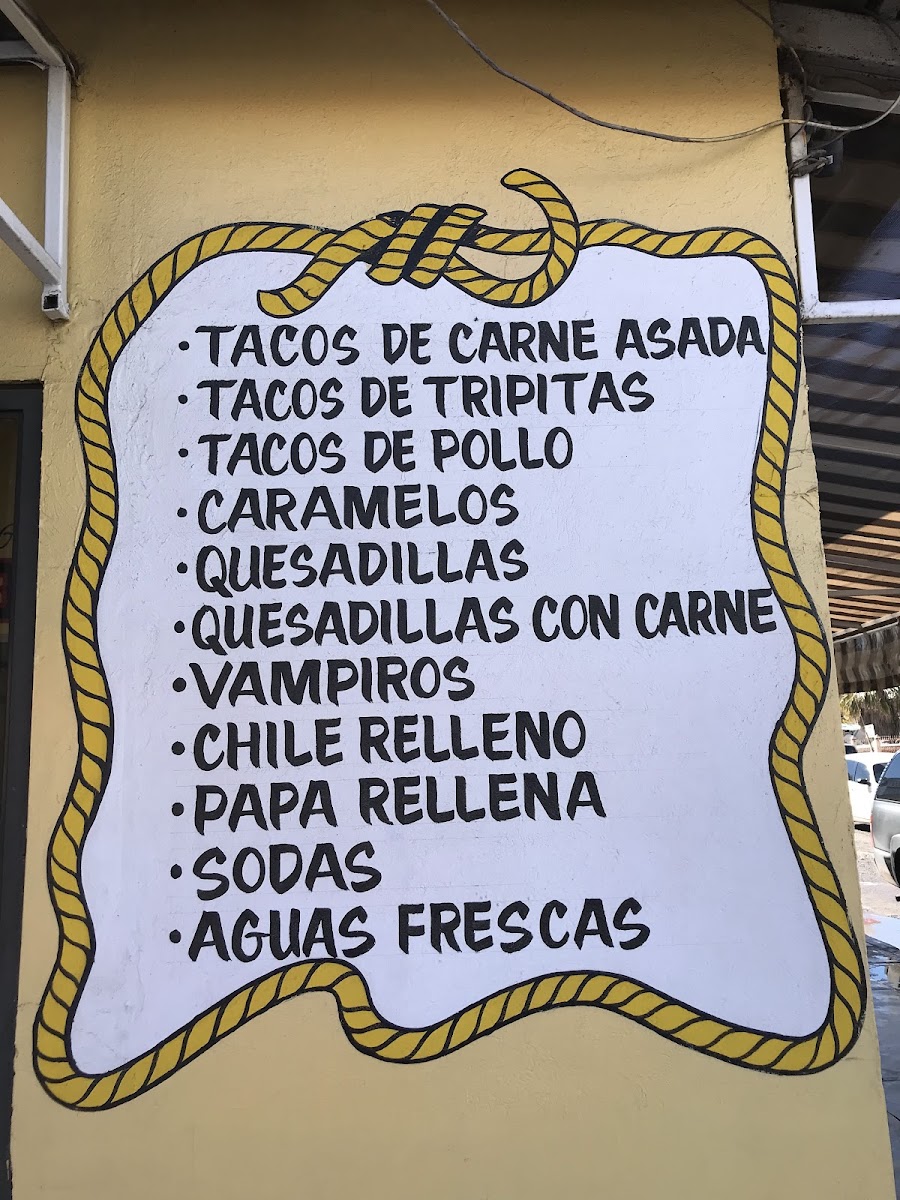 ·TACOS DE CARNE ASADA
·TACOS DE TRIPITAS
·TACOS DE POLLO
·CARAMELOS
·QUESADILLAS
·QUESADILLAS CON CARNE
·VAMPIROS
·CHILE RELLENO
·PAPA RELLENA
·SODAS
·AGUAS FRESCAS